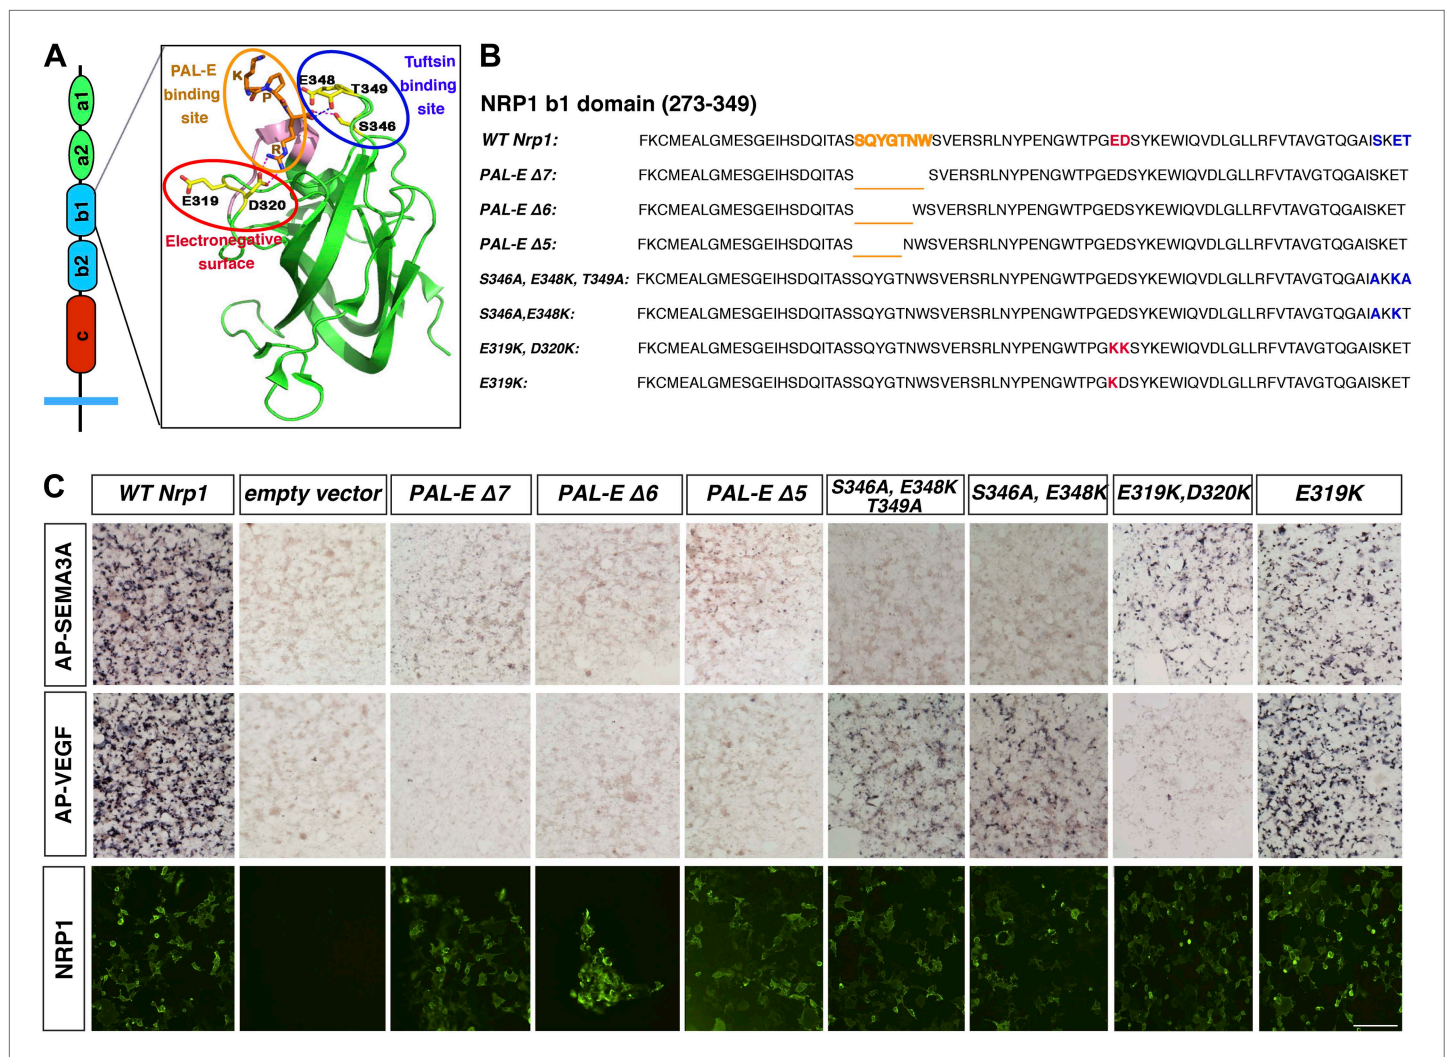 A
a1
a2
b1
b2
c
PAL-E
binding
site
Tuftsin
binding
site
K
P
R
E348
T349
S346
E319
D320
Electronegative
surface
B
NRP1 b1 domain (273-349)
WT Nrp1: FKCMEALGMESGEIHSDQITASSQYGTNWSVERSRLNYPENGWTPGEDSYKEWIQVDLGLLRFVTAVGTQGAISKET
PAL-E Δ7: FKCMEALGMESGEIHSDQITAS SVERSRLNYPENGWTPGEDSYKEWIQVDLGLLRFVTAVGTQGAISKET
PAL-E Δ6: FKCMEALGMESGEIHSDQITAS WSVERSRLNYPENGWTPGEDSYKEWIQVDLGLLRFVTAVGTQGAISKET
PAL-E Δ5: FKCMEALGMESGEIHSDQITAS NWSVERSRLNYPENGWTPGEDSYKEWIQVDLGLLRFVTAVGTQGAISKET
S346A, E348K, T349A: FKCMEALGMESGEIHSDQITASSQYGTNWSVERSRLNYPENGWTPGEDSYKEWIQVDLGLLRFVTAVGTQGAIAKKA
S346A,E348K: FKCMEALGMESGEIHSDQITASSQYGTNWSVERSRLNYPENGWTPGEDSYKEWIQVDLGLLRFVTAVGTQGAIAKKT
E319K, D320K: FKCMEALGMESGEIHSDQITASSQYGTNWSVERSRLNYPENGWTPGKKSYKEWIQVDLGLLRFVTAVGTQGAISKET
E319K: FKCMEALGMESGEIHSDQITASSQYGTNWSVERSRLNYPENGWTPGKDSYKEWIQVDLGLLRFVTAVGTQGAISKET
C
WT Nrp1
empty vector
PAL-E Δ7
PAL-E Δ6
PAL-E Δ5
S346A, E348K
T349A
S346A, E348K
E319K,D320K
E319K
AP-SEMA3A
AP-VEGF
NRP1